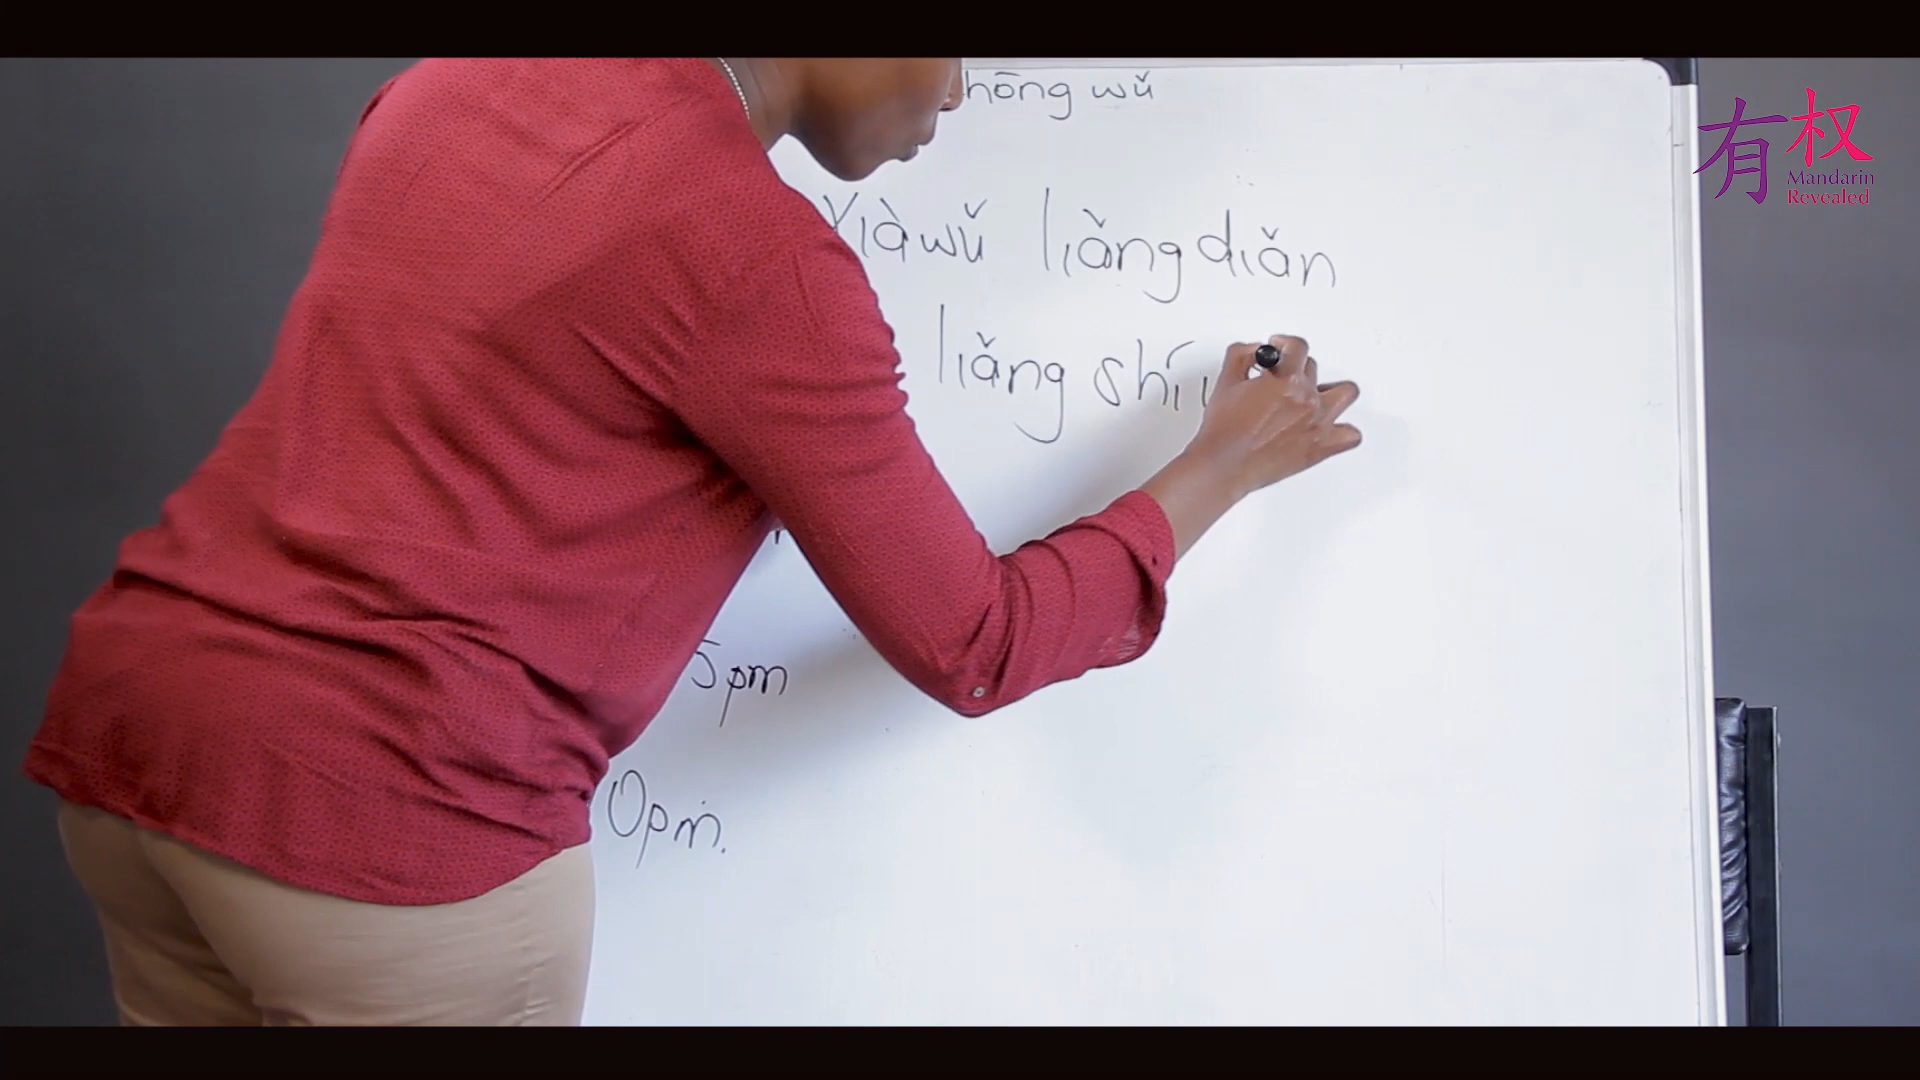 hōng wǔ
xiàwǔ liǎng diǎn
liǎng shí
5pm
0pm.
有权
Mandarin
Revealed